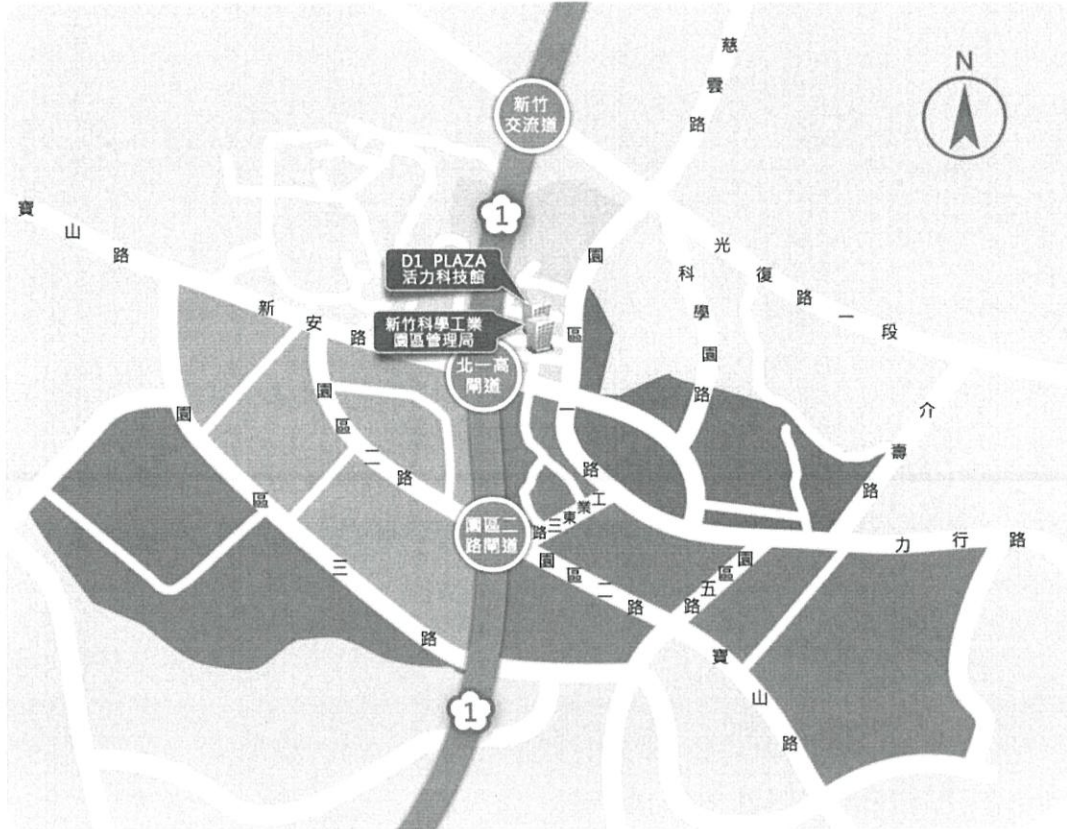 慈雲路
N
新竹
交流道
1
寶山路
光復路一段
D1 PLAZA
活力科技館
園區一路
科學園路
新安路
新竹科學工業
園區管理局
北一高
閘道
介壽路
園區二路
園區三路
工業東三路
園區二
路閘道
力行路
園區二路
園區五路
寶山路
1